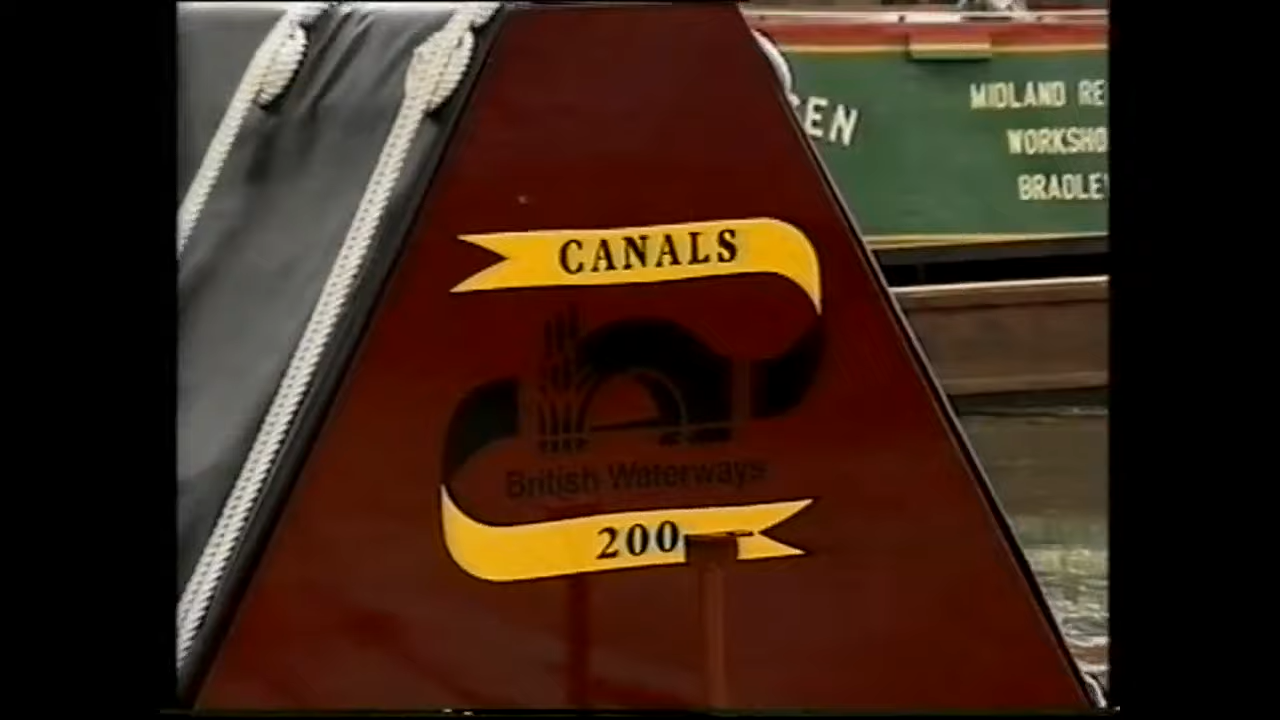 CANALS
British Waterways
200
EN
MIDLAND RE
WORKSHO
BRADLEY